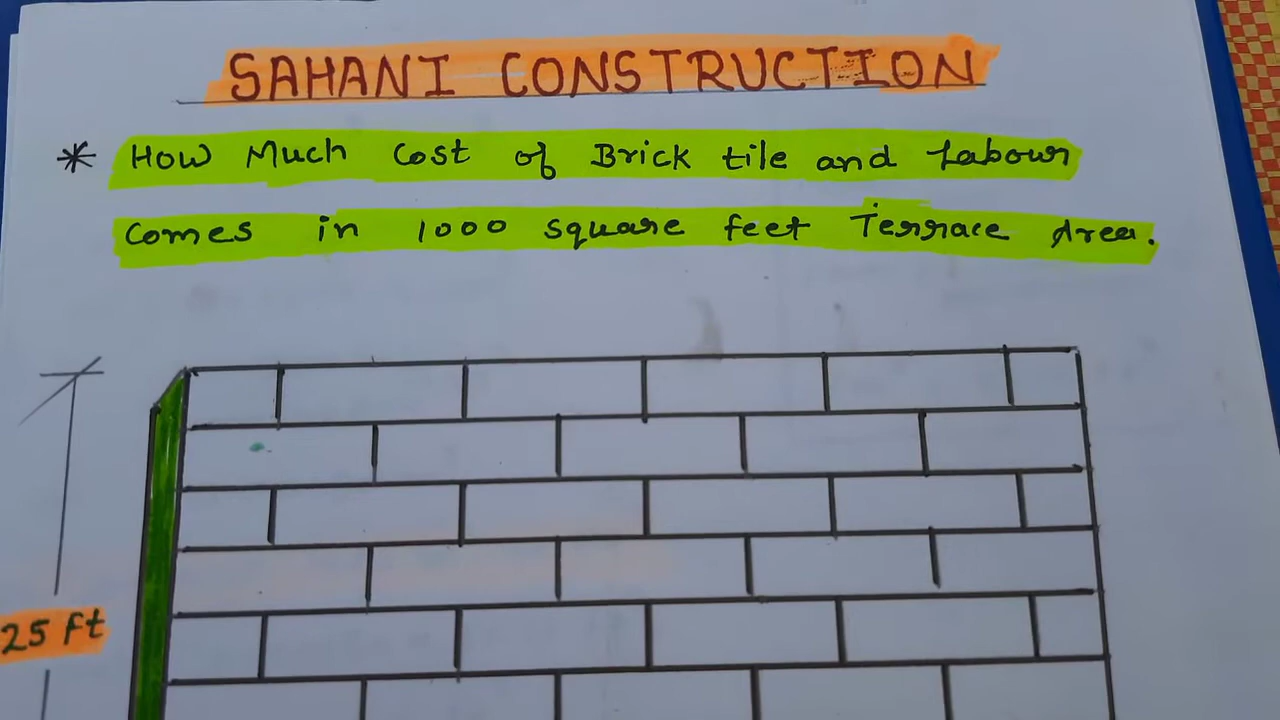 SAHANI CONSTRUCTION
* How Much Cost of Brick tile and Labour
Comes in 1000 square feet Terrace Area.
25 ft